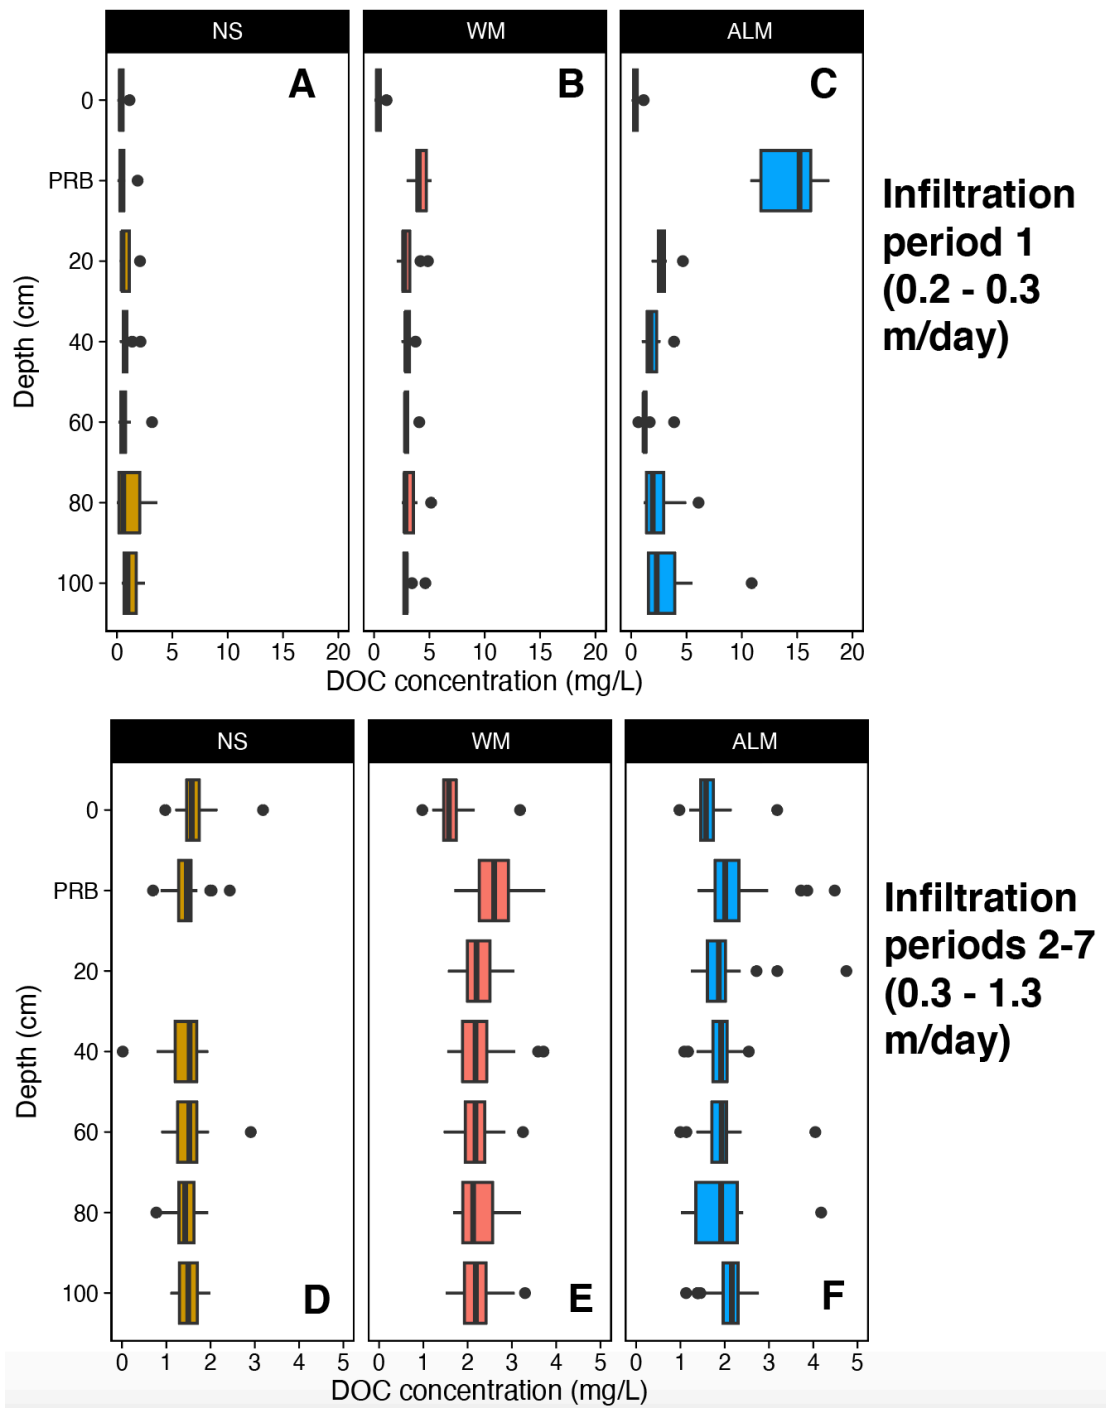 NS WM ALM
A B C
0
PRB
20
40
60
80
100
Depth (cm)
0 5 10 15 20 0 5 10 15 20 0 5 10 15 20
DOC concentration (mg/L)
Infiltration
period 1
(0.2 - 0.3
m/day)
NS WM ALM
0
PRB
20
40
60
80
100
Depth (cm)
D E F
0 1 2 3 4 5 0 1 2 3 4 5 0 1 2 3 4 5
DOC concentration (mg/L)
Infiltration
periods 2-7
(0.3 - 1.3
m/day)